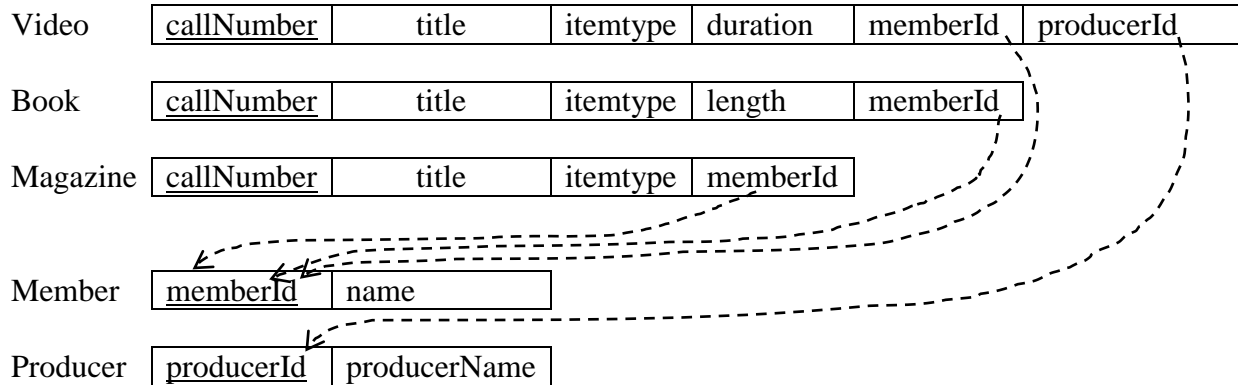 Video callNumber title itemtype duration memberId producerId
Book callNumber title itemtype length memberId
Magazine callNumber title itemtype memberId
Member memberId name
Producer producerId producerName